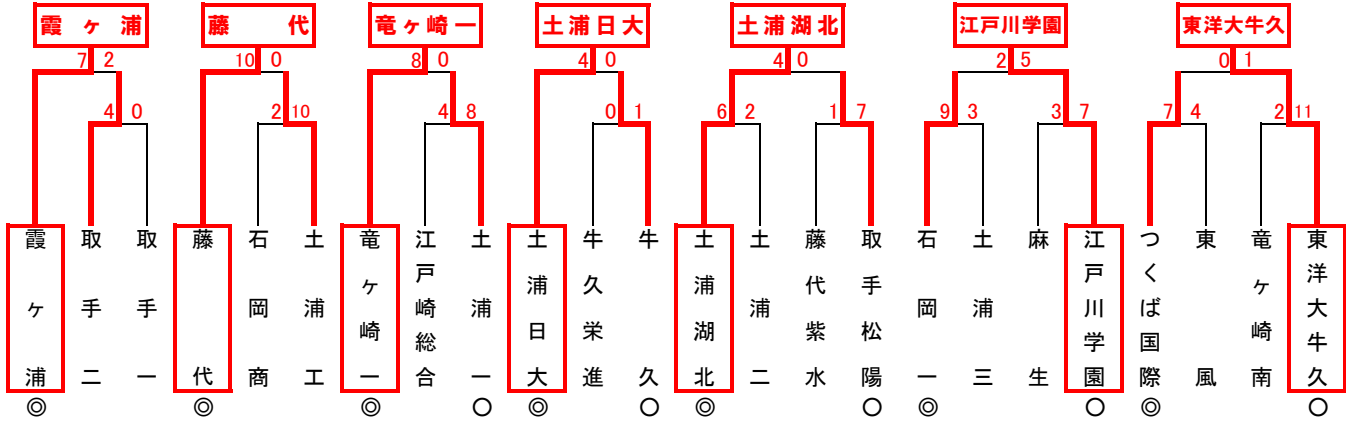 霞ヶ浦 藤代 竜ヶ崎一 土浦日大 土浦湖北 江戸川学園 東洋大牛久
7 2 10 0 8 0 4 0 4 0 2 5 0 1
4 0 2 10 4 8 0 1 6 2 1 7 9 3 3 7 7 4 2 11
霞ヶ浦
取手二
取手一
藤代
石岡商
土浦工
竜ヶ崎一
江戸崎総合
土浦一
土浦日大
牛久栄進
牛久
土浦湖北
土浦二
藤代紫水
取手松陽
石岡一
土浦三
麻生
江戸川学園
つくば国際
東風
竜ヶ崎南
東洋大牛久
◎ ◎ ◎ ○ ◎ ○ ◎ ○ ◎ ○ ◎ ○